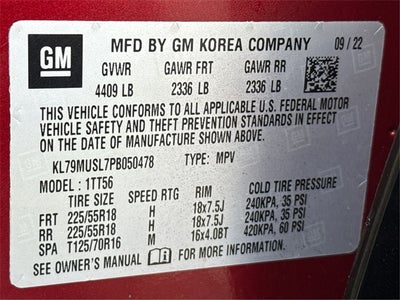 GM
MFD BY GM KOREA COMPANY 09 / 22
GVWR GAWR FRT GAWR RR
4409 LB 2336 LB 2336 LB
THIS VEHICLE CONFORMS TO ALL APPLICABLE U.S. FEDERAL MOTOR
VEHICLE SAFETY AND THEFT PREVENTION STANDARDS IN EFFECT ON
THE DATE OF MANUFACTURE SHOWN ABOVE.
KL79MUSL7PB050478 TYPE: MPV
MODEL : 1TT56
TIRE SIZE SPEED RTG RIM COLD TIRE PRESSURE
FRT 225/55R18 H 18x7.5J 240KPA, 35 PSI
RR 225/55R18 H 18x7.5J 240KPA, 35 PSI
SPA T125/70R16 M 16x4.0BT 420KPA, 60 PSI
SEE OWNER'S MANUAL FOR MORE INFORMATION.